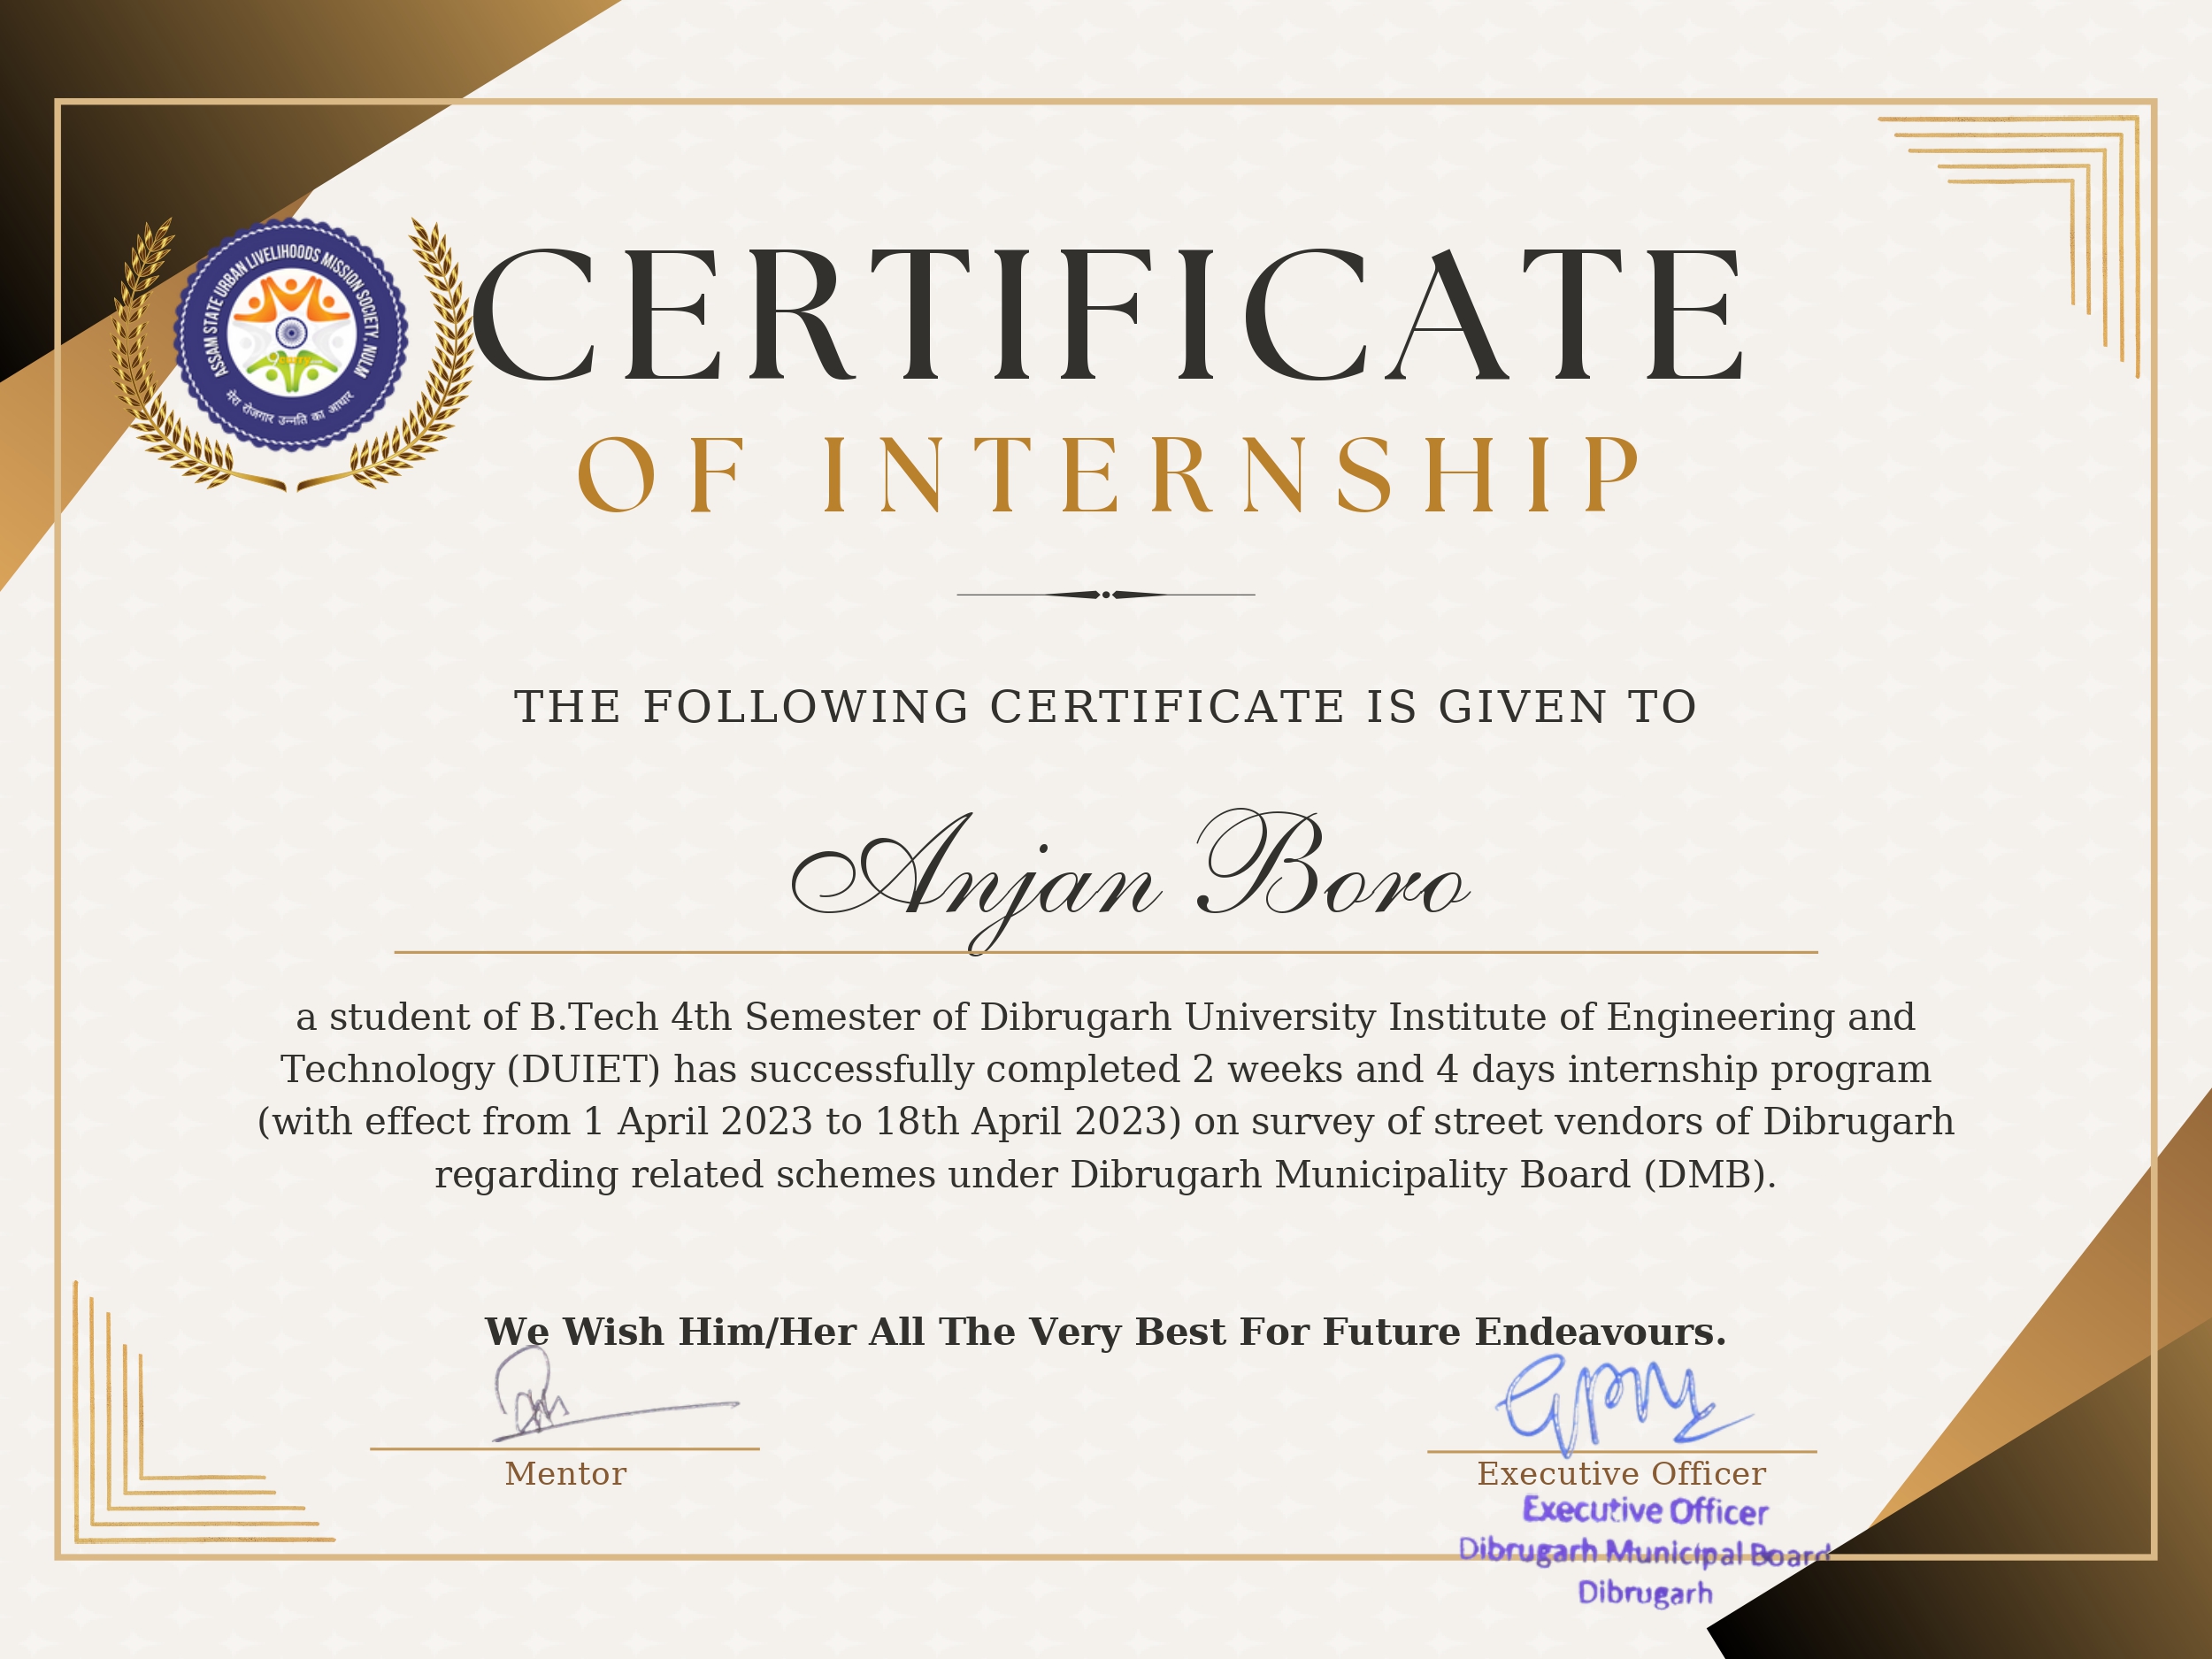 ASSAM STATE URBAN LIVELIHOODS MISSION SOCIETY, NULM
मेरा रोजगार उन्नति का आधार
CERTIFICATE
OF INTERNSHIP
THE FOLLOWING CERTIFICATE IS GIVEN TO
Anjan Boro
a student of B.Tech 4th Semester of Dibrugarh University Institute of Engineering and
Technology (DUIET) has successfully completed 2 weeks and 4 days internship program
(with effect from 1 April 2023 to 18th April 2023) on survey of street vendors of Dibrugarh
regarding related schemes under Dibrugarh Municipality Board (DMB).
We Wish Him/Her All The Very Best For Future Endeavours.
Mentor
Executive Officer
Executive Officer
Dibrugarh Municipal Board
Dibrugarh